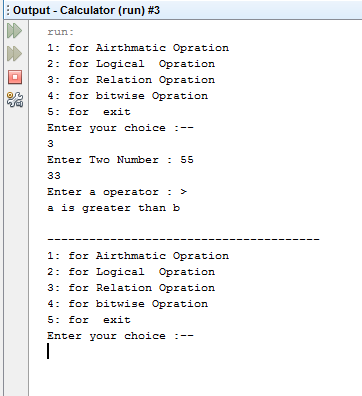 Output - Calculator (run) #3
run:
1: for Airthmatic Opration
2: for Logical  Opration
3: for Relation Opration
4: for bitwise Opration
5: for  exit
Enter your choice :--
3
Enter Two Number : 55
33
Enter a operator : >
a is greater than b
---------------------------------------
1: for Airthmatic Opration
2: for Logical  Opration
3: for Relation Opration
4: for bitwise Opration
5: for  exit
Enter your choice :--